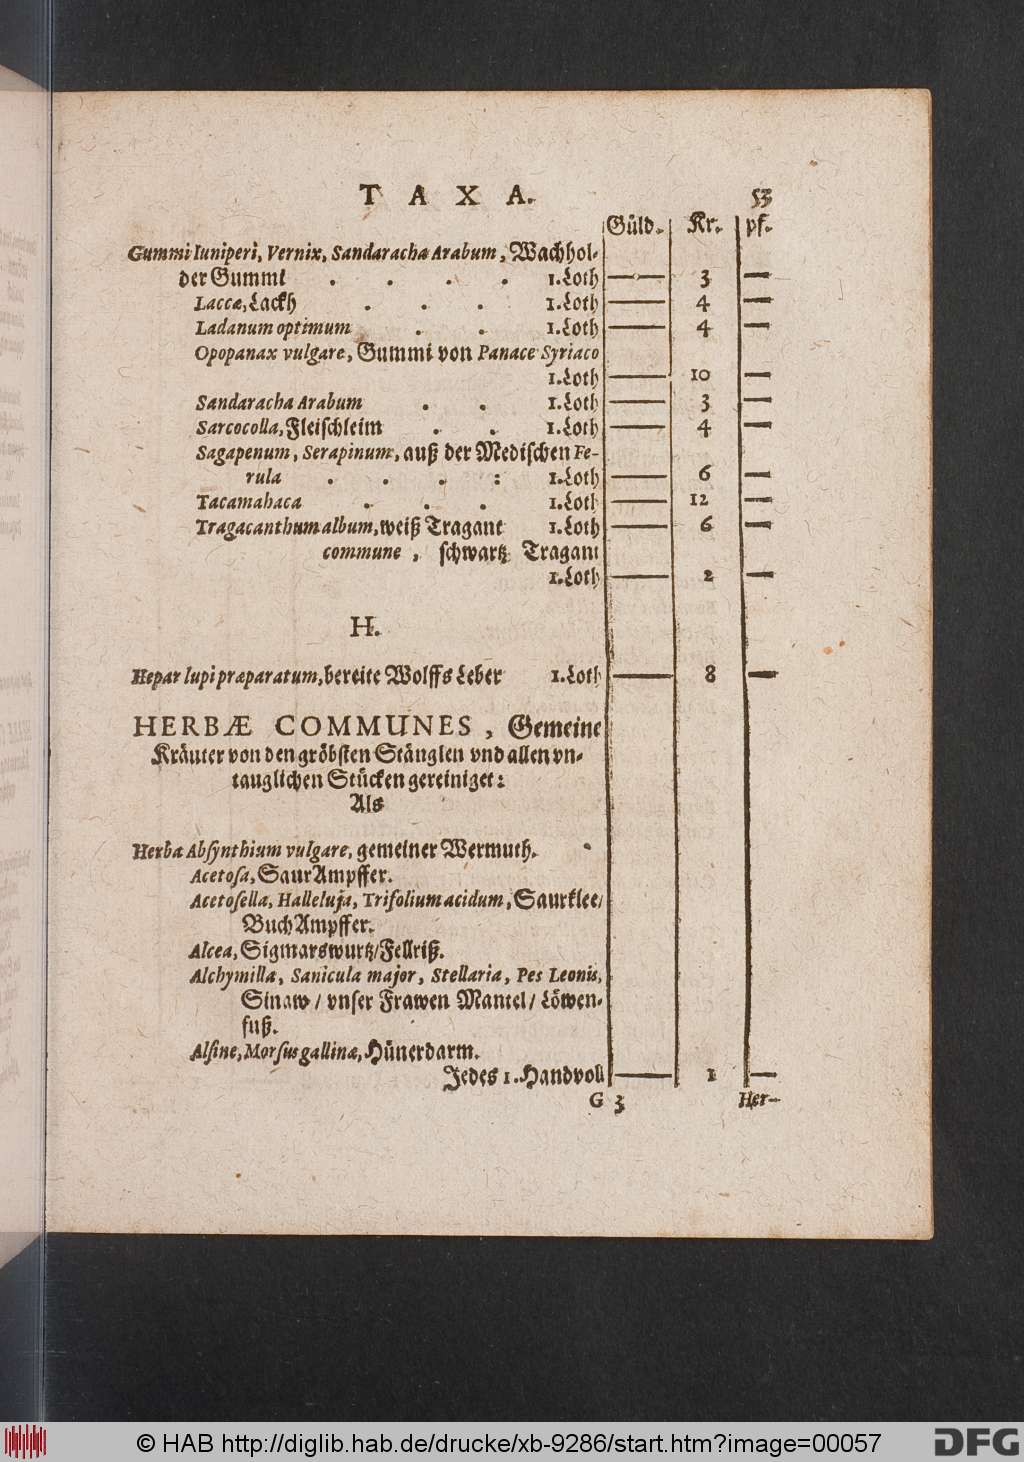 TAXA. 53
Güld. Kr. pf.
Gummi Iuniperi, Vernix, Sandaracha Arabum, Wachhol-
der Gummi . . . . 1. Loth — 3 —
Laccæ, Lackh . . . 1. Loth — 4 —
Ladanum optimum . . 1. Loth — 4 —
Opopanax vulgare, Gummi von Panace Syriaco
1. Loth — 10 —
Sandaracha Arabum . . 1. Loth — 3 —
Sarcocolla, Fleischleim . . 1. Loth — 4 —
Sagapenum, Serapinum, auß der Medischen Fe-
rula . . . : 1. Loth — 6 —
Tacamahaca . . . 1. Loth — 12 —
Tragacanthum album, weiß Tragant 1. Loth — 6 —
commune, schwartz Tragant
1. Loth — 2 —
H.
Hepar lupi præparatum, bereite Wolffs Leber 1. Loth — 8 —
HERBÆ COMMUNES, Gemeine
Kräuter von den gröbsten Stänglen vnd allen vn-
tauglichen Stücken gereiniget:
Als
Herba Absynthium vulgare, gemeiner Wermuth.
Acetosa, SaurAmpffer.
Acetosella, Halleluja, Trifolium acidum, Saurklee/
BuchAmpffer.
Alcea, Sigmarswurtz/Fellriß.
Alchymilla, Sanicula major, Stellaria, Pes Leonis,
Sinaw / vnser Frawen Mantel / Löwen-
fuß.
Alsine, Morsus gallinæ, Hünerdarm.
Jedes 1. Handvoll — 1 —
G 3 Her-
© HAB http://diglib.hab.de/drucke/xb-9286/start.htm?image=00057 DFG